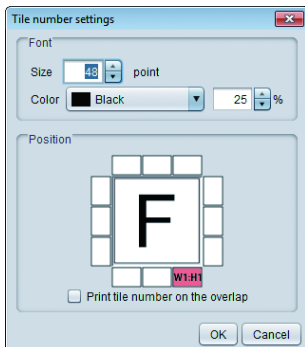 Tile number settings
Font
Size 48 point
Color Black 25 %
Position
F
W1:H1
Print tile number on the overlap
OK Cancel